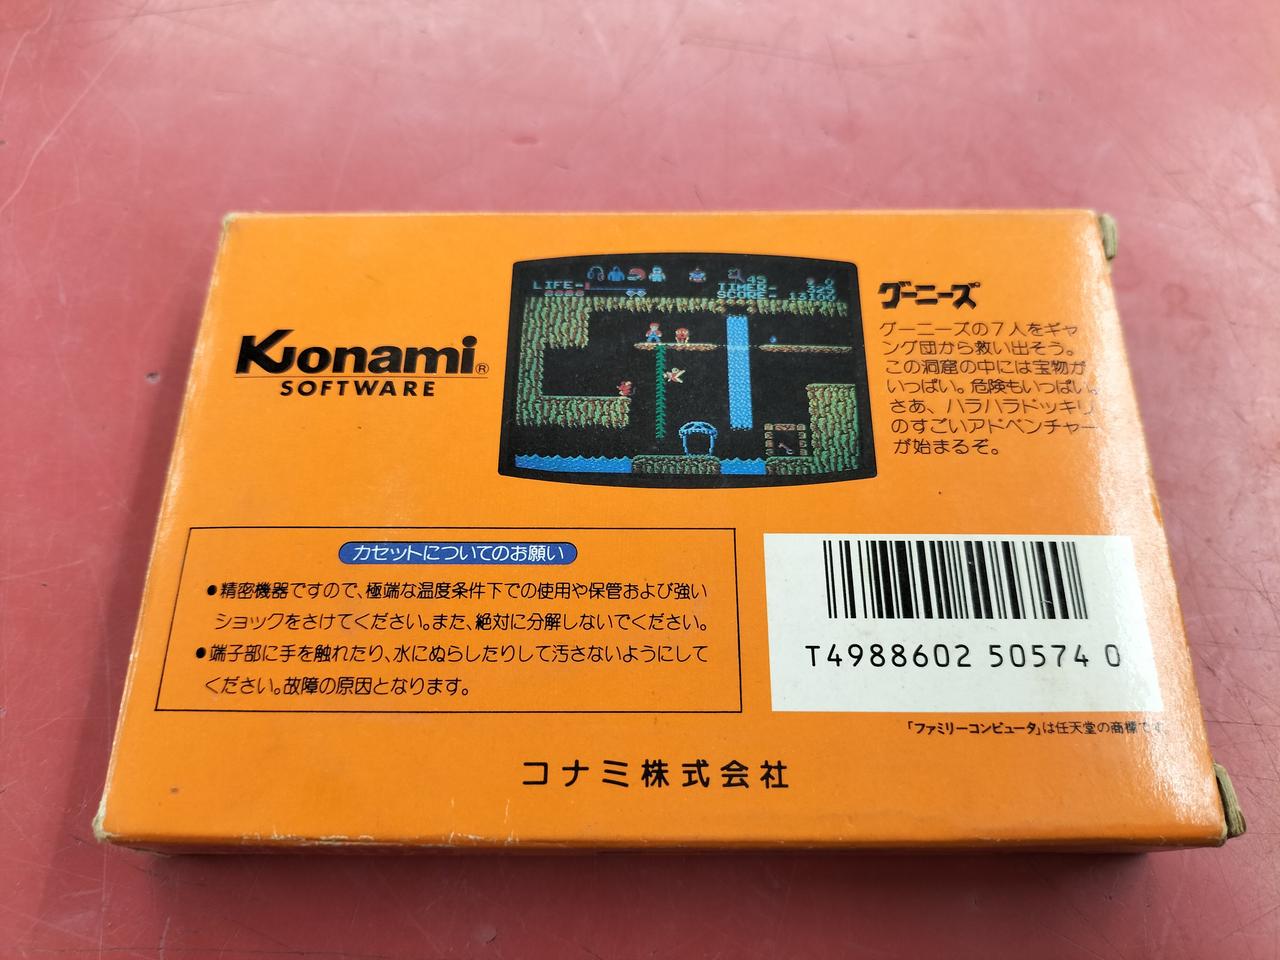 Konami®
SOFTWARE
LIFE-
45
TIMER- 325
SCORE- 13100
グーニーズ
グーニーズの7人をギャ
ング団から救い出そう。
この洞窟の中には宝物が
いっぱい。危険もいっぱい。
さあ、ハラハラドッキリ
のすごいアドベンチャー
が始まるぞ。
カセットについてのお願い
●精密機器ですので、極端な温度条件下での使用や保管および強い
ショックをさけてください。また、絶対に分解しないでください。
●端子部に手を触れたり、水にぬらしたりして汚さないようにして
ください。故障の原因となります。
T4988602 50574 0
「ファミリーコンピュータ」は任天堂の商標です
コナミ株式会社